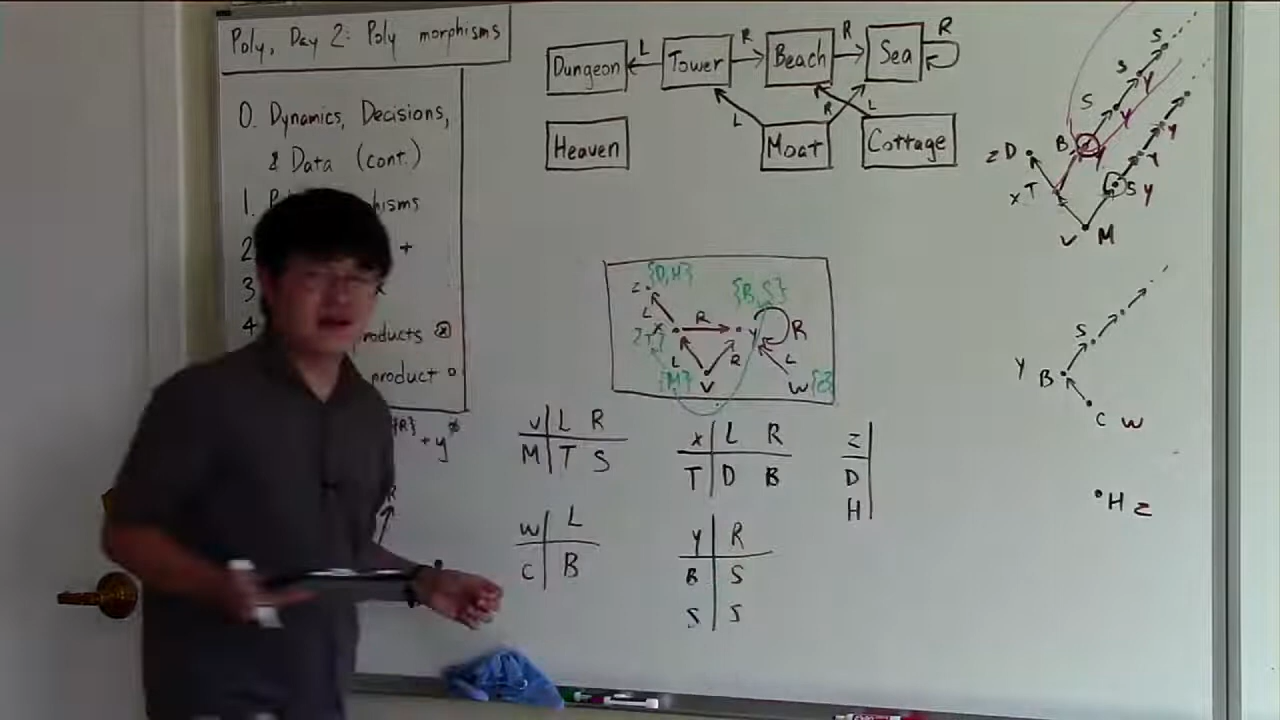 Poly, Day 2: Poly morphisms
0. Dynamics, Decisions,
& Data (cont.)
1. P hisms
2 +
3
4 products ⊗
product ∘
{R} + y
R
Dungeon L Tower R Beach R Sea R
Heaven L Moat R L Cottage
z {D,H} {B,S}
L R y R
x L R L
{M} v w {C}
v L R
M T S
x L R
T D B
z
D
H
w L
C B
y R
B S
S S
S
S y
S y
z D B y y
x T S y
v M
S
y B
C w
H z